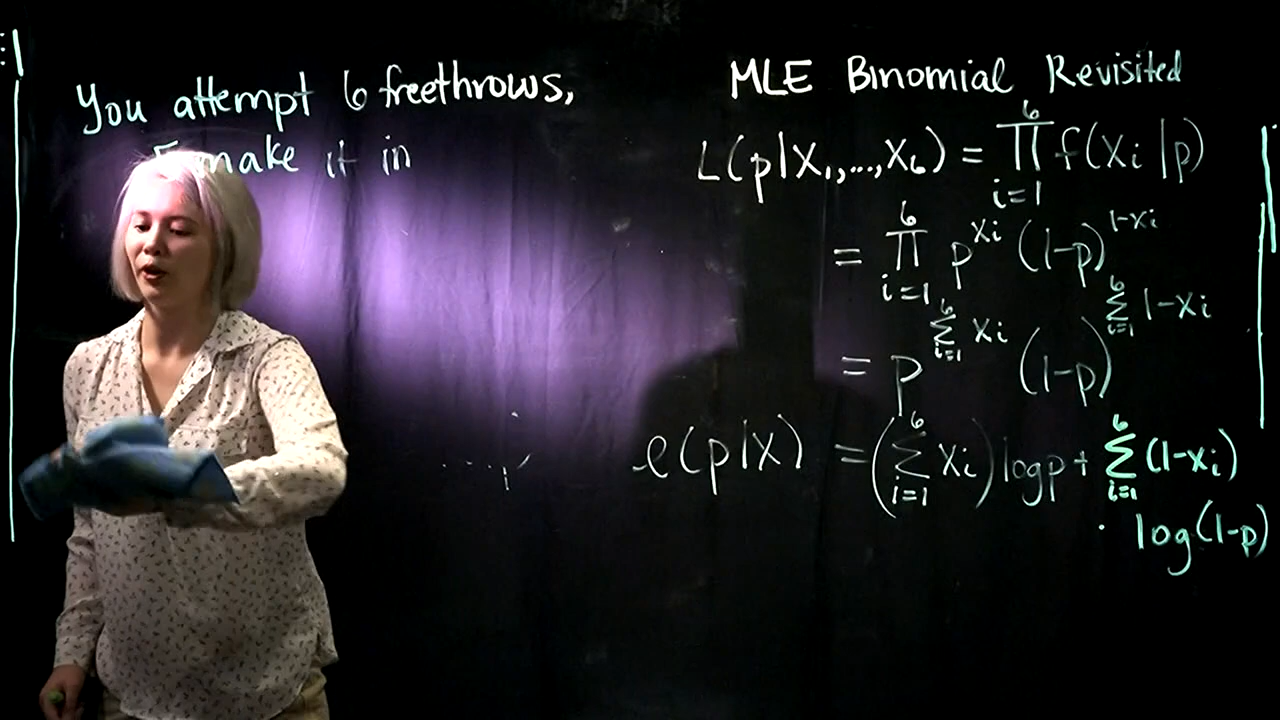 You attempt 6 freethrows,
5 make it in
MLE Binomial Revisited
L(p|X₁,...,X₆) = ∏_{i=1}^{6} f(Xi|p)
= ∏_{i=1}^{6} p^{Xi} (1-p)^{1-Xi}
= p^{∑_{i=1}^{6} Xi} (1-p)^{∑_{i=1}^{6} 1-Xi}
ℓ(p|X) = (∑_{i=1}^{6} Xi) log p + ∑_{i=1}^{6} (1-Xi)
· log(1-p)